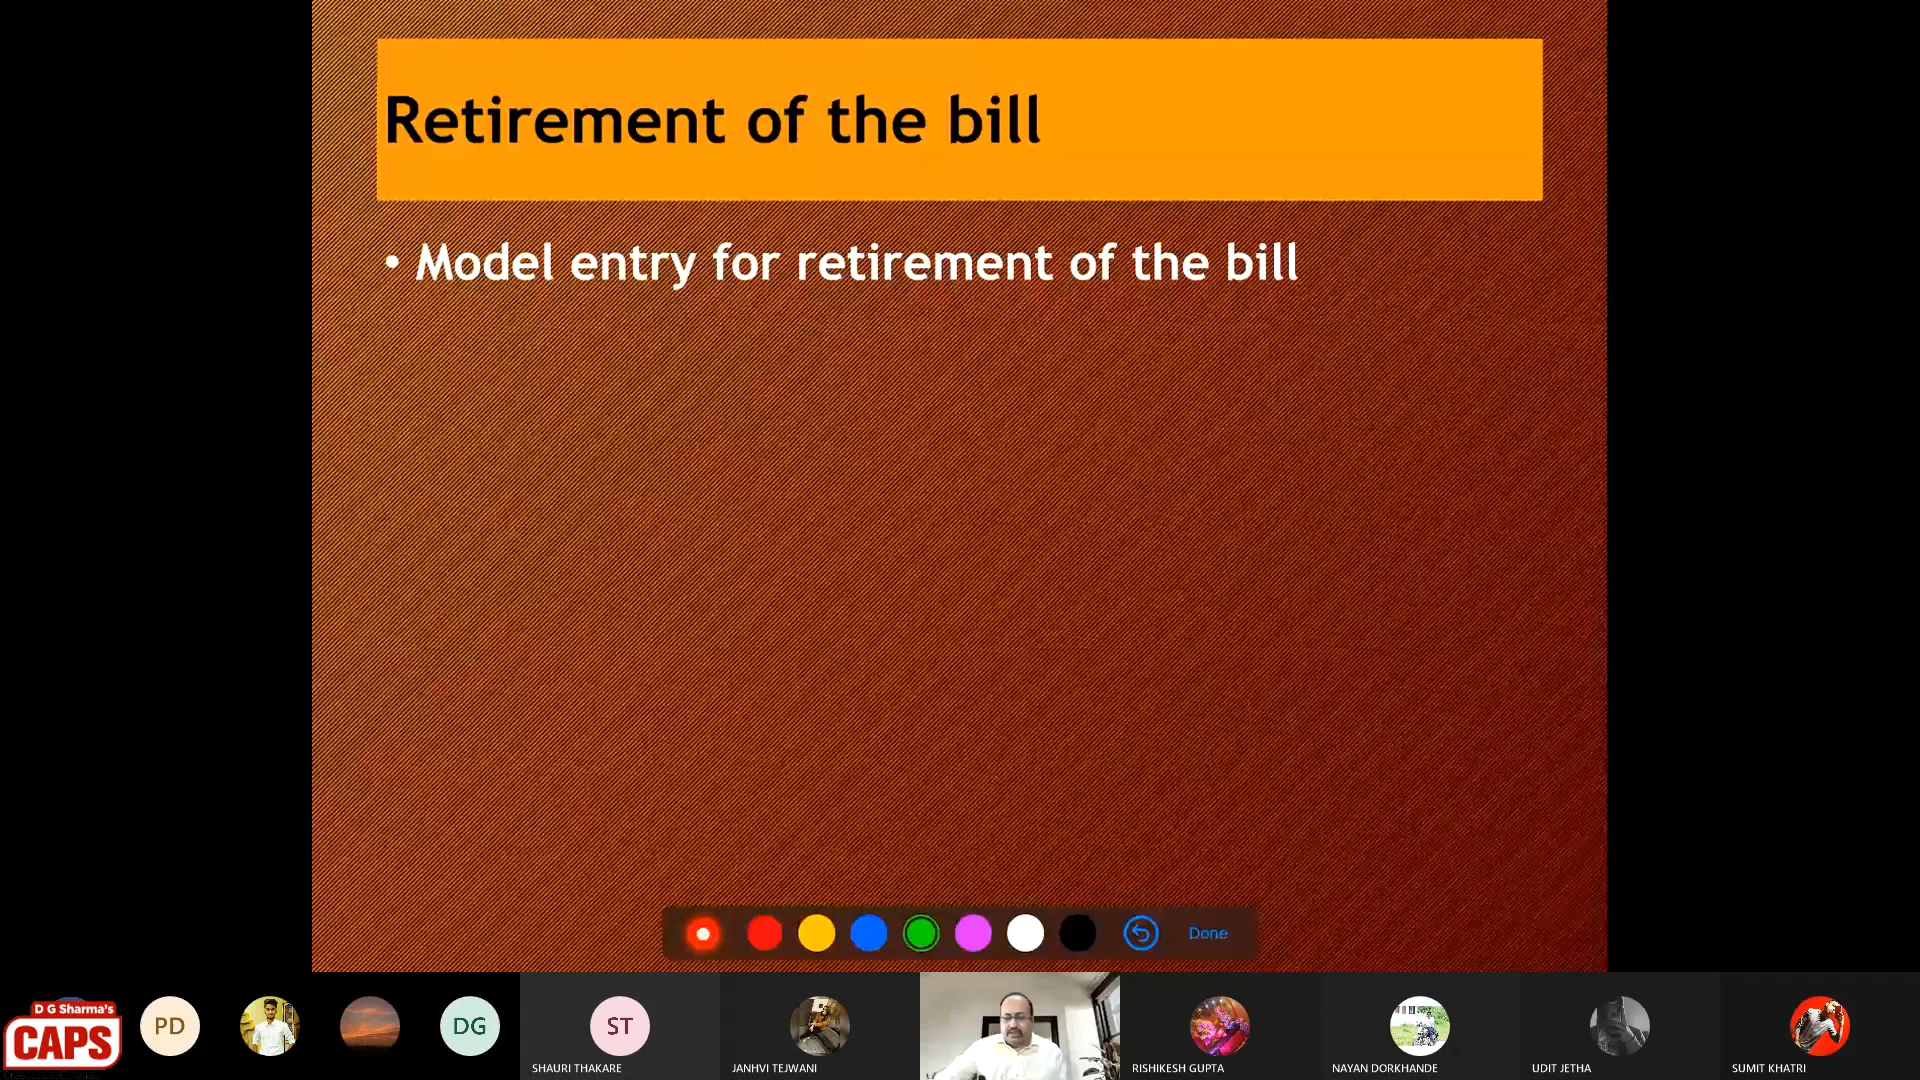 Retirement of the bill
• Model entry for retirement of the bill
Done
D G Sharma's
CAPS
PD
DG
ST
SHAURI THAKARE
JANHVI TEJWANI
RISHIKESH GUPTA
NAYAN DORKHANDE
UDIT JETHA
SUMIT KHATRI